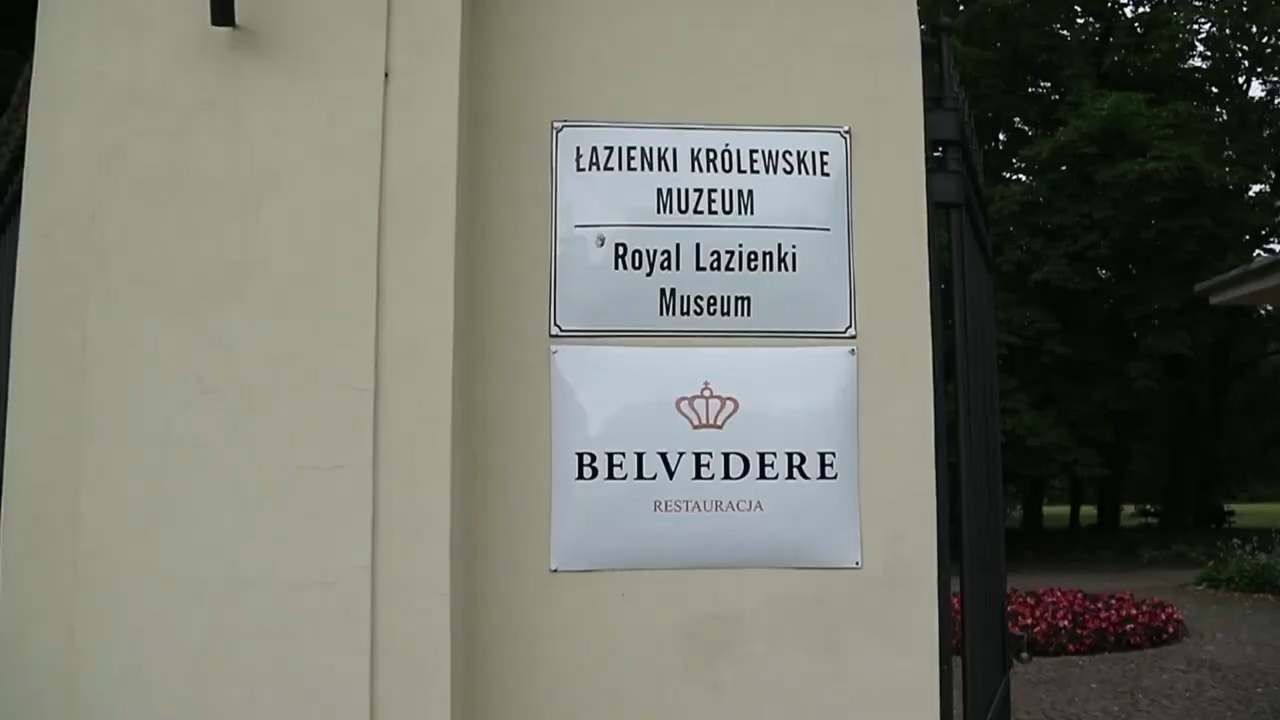 ŁAZIENKI KRÓLEWSKIE
MUZEUM
Royal Lazienki
Museum
BELVEDERE
RESTAURACJA